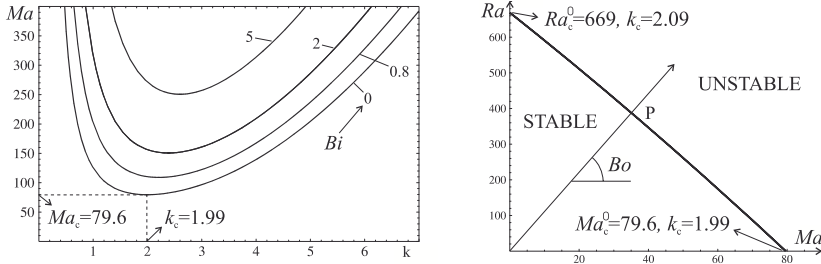 Ma
400
350
300
250
200
150
100
50
5
2
0.8
0
Bi
Ma_c=79.6
k_c=1.99
1 2 3 4 5 6 k
Ra
Ra_c^0=669, k_c=2.09
600
500
400
300
200
100
UNSTABLE
STABLE
P
Bo
Ma_c^0=79.6, k_c=1.99
Ma
20 40 60 80